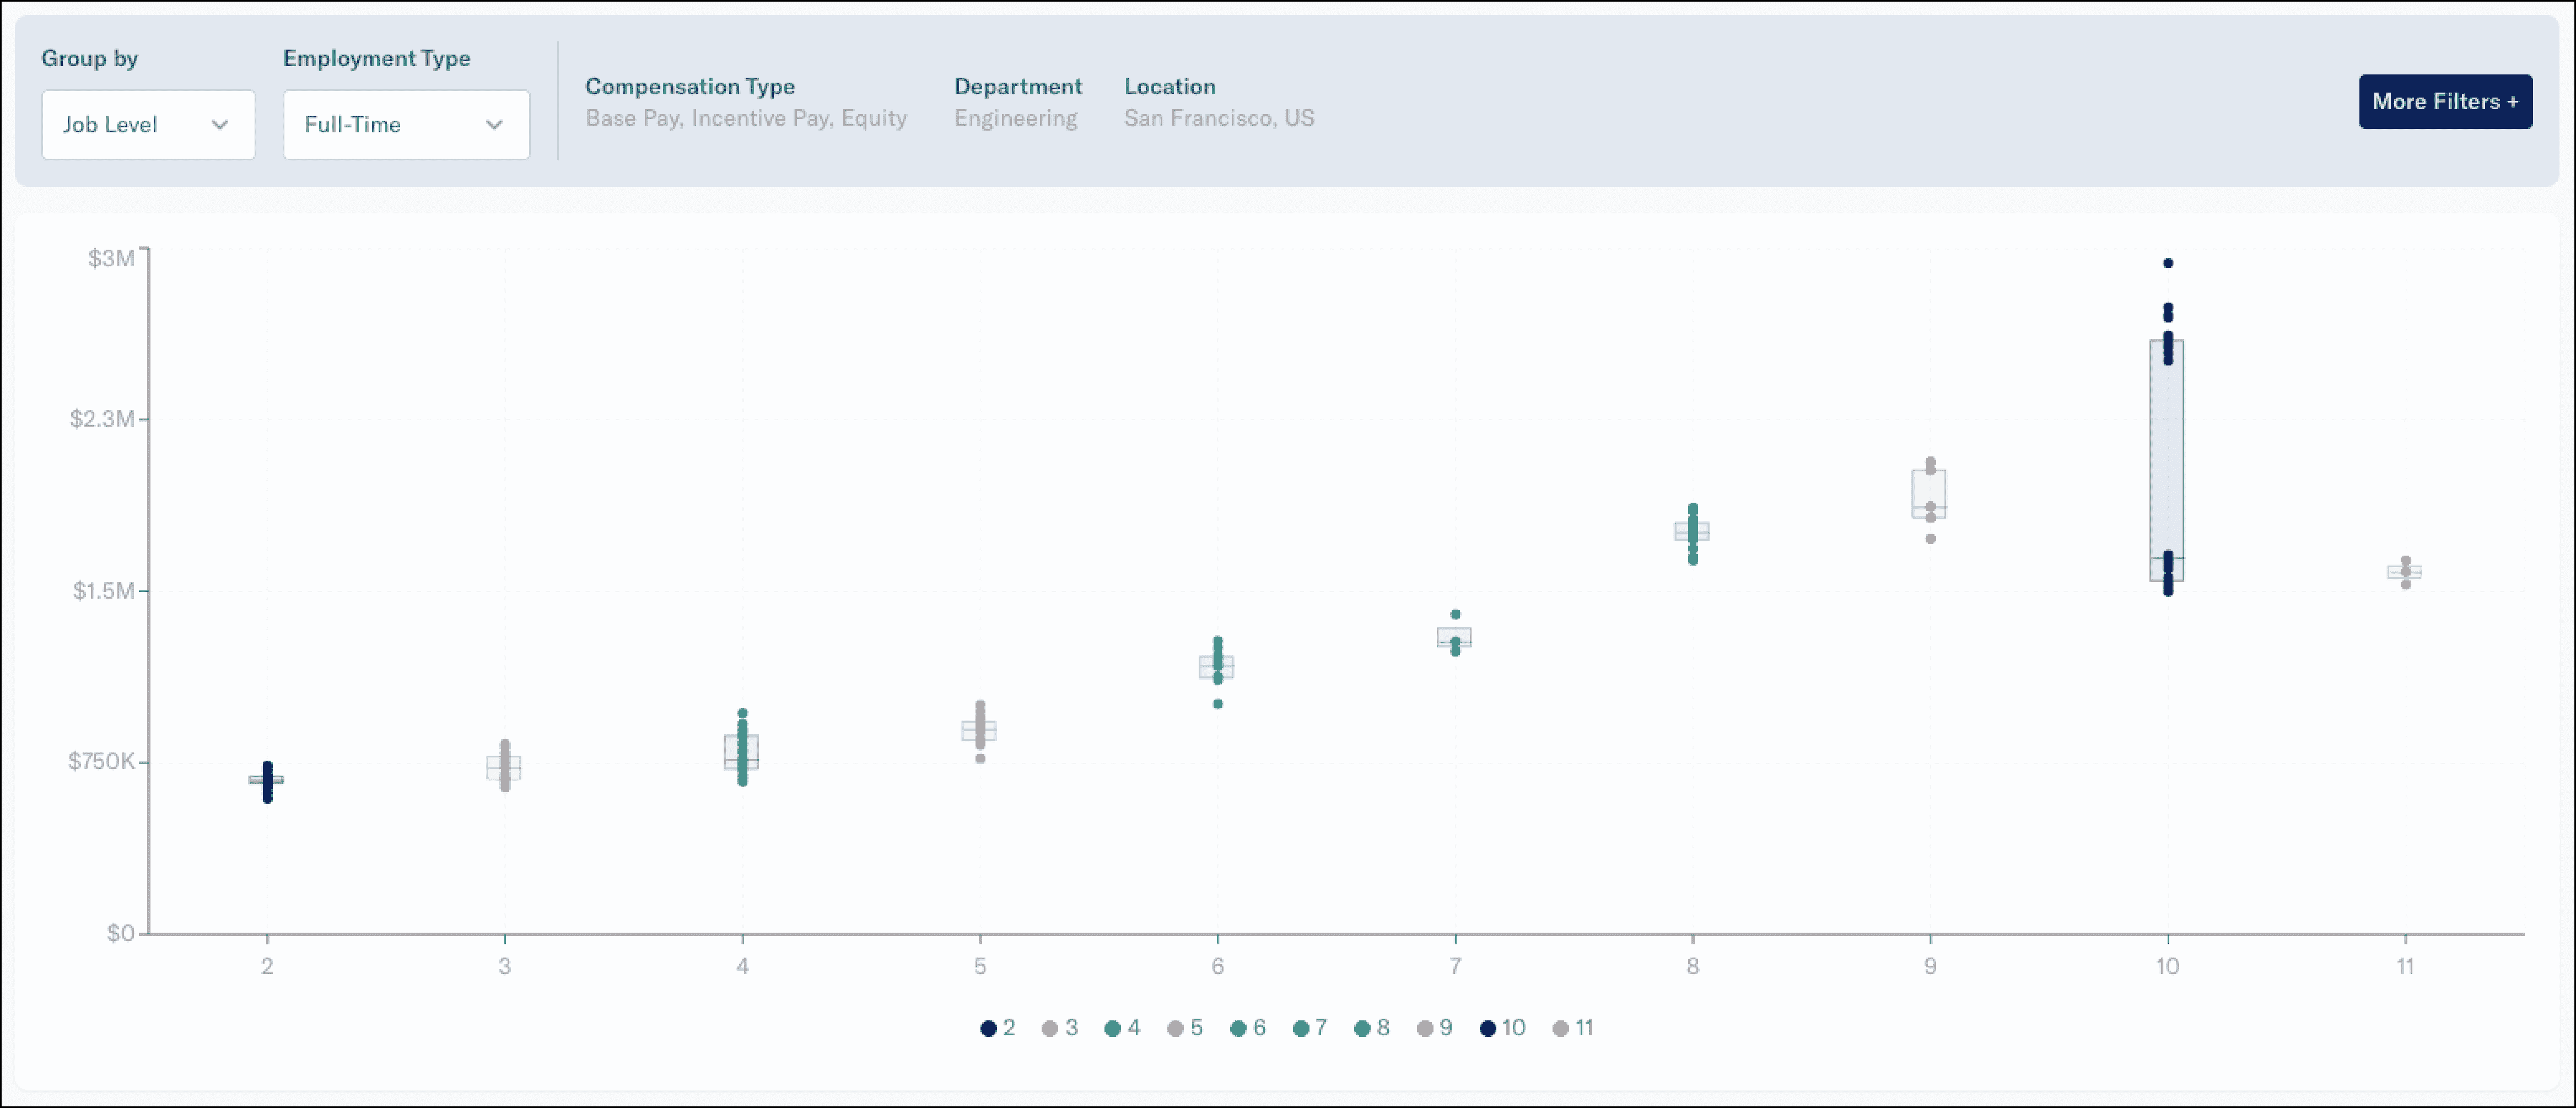 Group by
Employment Type
Job Level
Full-Time
Compensation Type
Base Pay, Incentive Pay, Equity
Department
Engineering
Location
San Francisco, US
More Filters +
$3M
$2.3M
$1.5M
$750K
$0
2 3 4 5 6 7 8 9 10 11
2 3 4 5 6 7 8 9 10 11